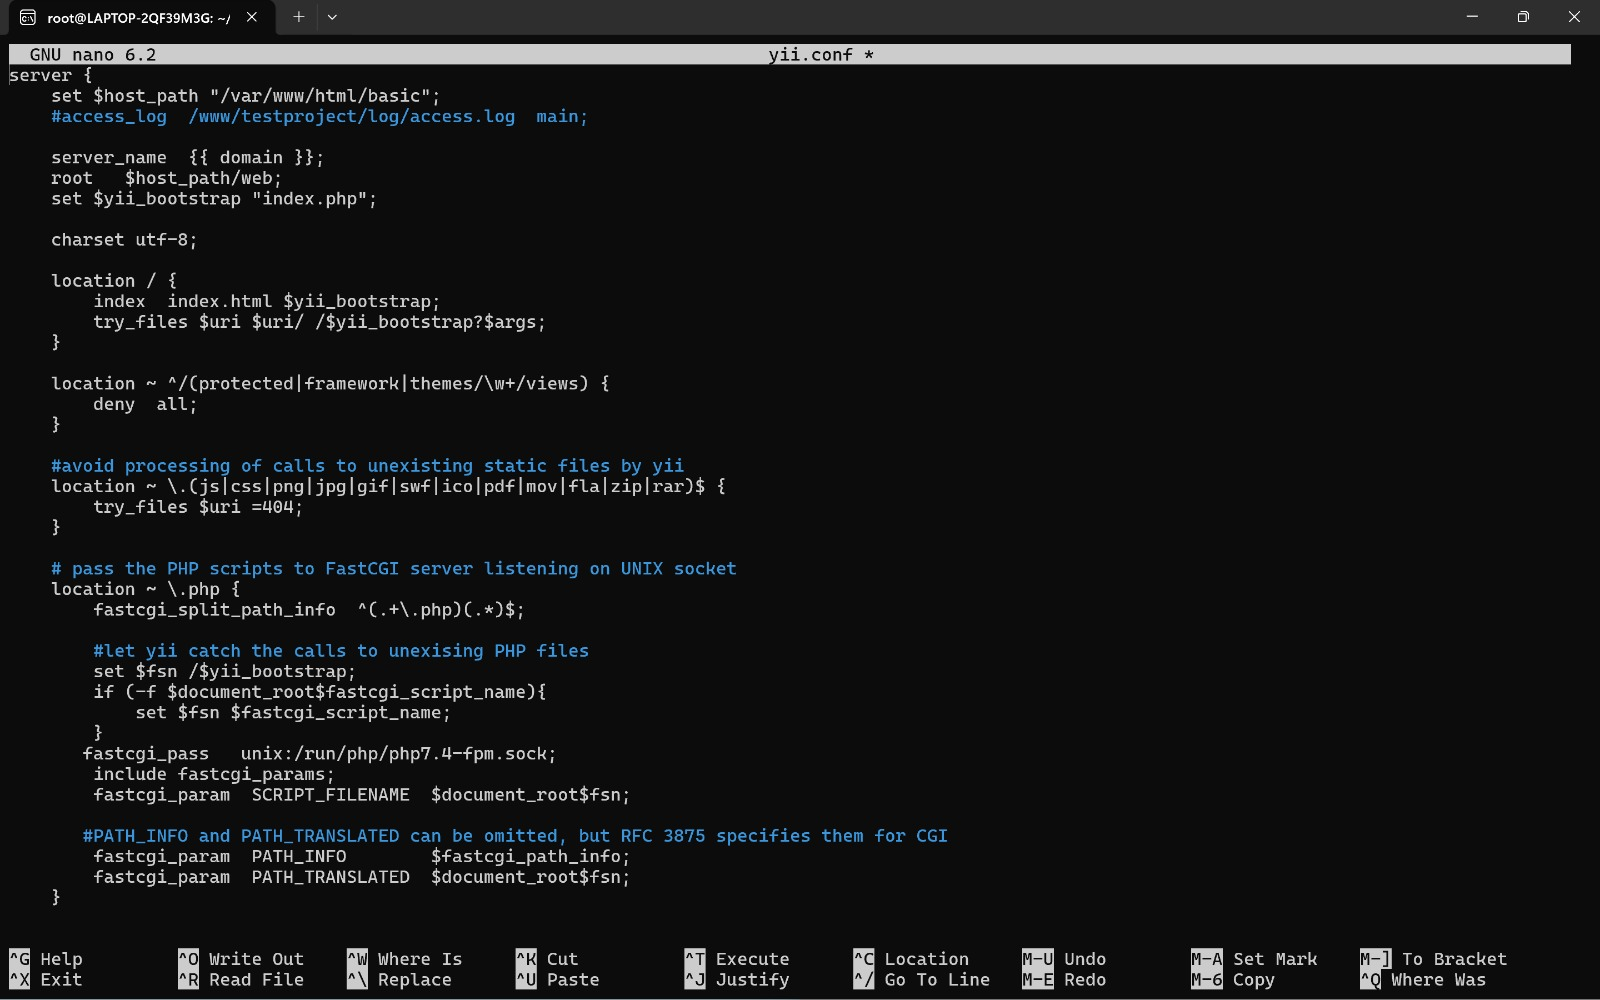 root@LAPTOP-2QF39M3G: ~/
GNU nano 6.2 yii.conf *
server {
    set $host_path "/var/www/html/basic";
    #access_log  /www/testproject/log/access.log  main;

    server_name  {{ domain }};
    root   $host_path/web;
    set $yii_bootstrap "index.php";

    charset utf-8;

    location / {
        index  index.html $yii_bootstrap;
        try_files $uri $uri/ /$yii_bootstrap?$args;
    }

    location ~ ^/(protected|framework|themes/\w+/views) {
        deny  all;
    }

    #avoid processing of calls to unexisting static files by yii
    location ~ \.(js|css|png|jpg|gif|swf|ico|pdf|mov|fla|zip|rar)$ {
        try_files $uri =404;
    }

    # pass the PHP scripts to FastCGI server listening on UNIX socket
    location ~ \.php {
        fastcgi_split_path_info  ^(.+\.php)(.*)$;

        #let yii catch the calls to unexising PHP files
        set $fsn /$yii_bootstrap;
        if (-f $document_root$fastcgi_script_name){
            set $fsn $fastcgi_script_name;
        }
       fastcgi_pass   unix:/run/php/php7.4-fpm.sock;
        include fastcgi_params;
        fastcgi_param  SCRIPT_FILENAME  $document_root$fsn;

       #PATH_INFO and PATH_TRANSLATED can be omitted, but RFC 3875 specifies them for CGI
        fastcgi_param  PATH_INFO        $fastcgi_path_info;
        fastcgi_param  PATH_TRANSLATED  $document_root$fsn;
    }

^G Help ^O Write Out ^W Where Is ^K Cut ^T Execute ^C Location M-U Undo M-A Set Mark M-] To Bracket
^X Exit ^R Read File ^\ Replace ^U Paste ^J Justify ^/ Go To Line M-E Redo M-6 Copy ^Q Where Was